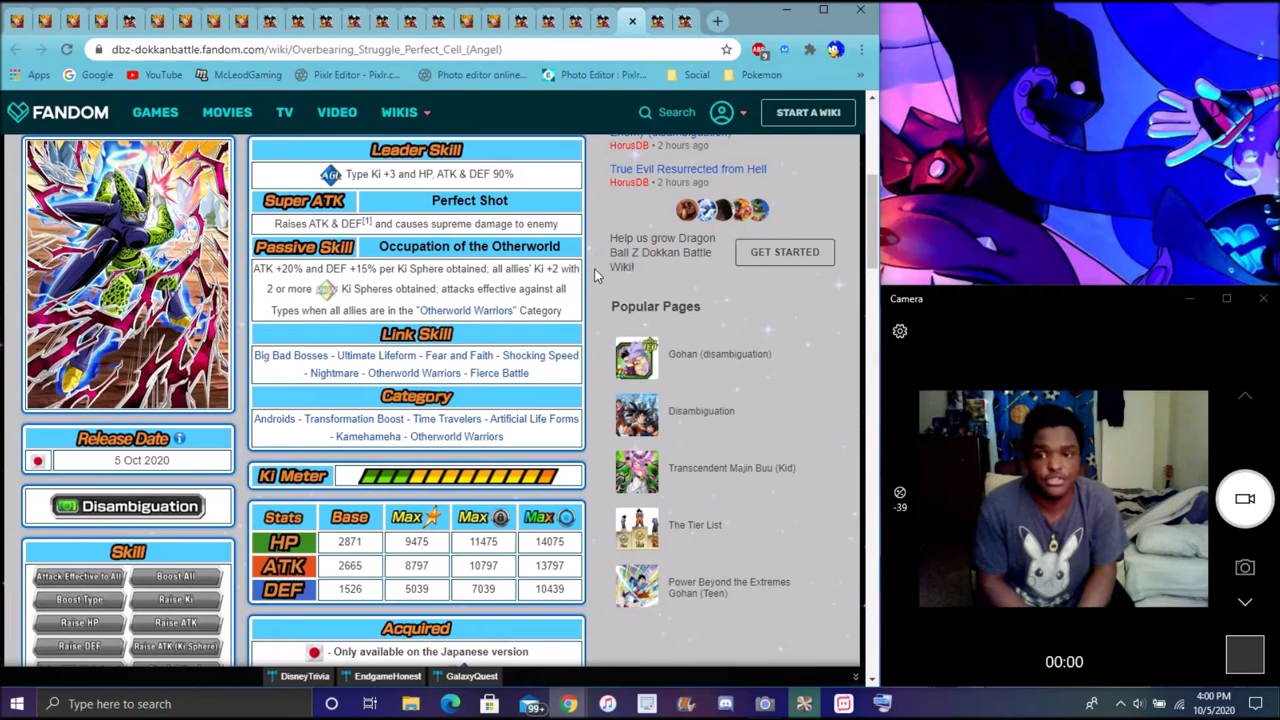 dbz-dokkanbattle.fandom.com/wiki/Overbearing_Struggle_Perfect_Cell_(Angel)
ABP
9
Apps Google YouTube McLeodGaming Pixlr Editor - Pixlr.c... Photo editor online... Photo Editor : Pixlr... Social Pokemon »
FANDOM GAMES MOVIES TV VIDEO WIKIS Search START A WIKI
Leader Skill
AGL Type Ki +3 and HP, ATK & DEF 90%
Super ATK Perfect Shot
Raises ATK & DEF[1] and causes supreme damage to enemy
Passive Skill Occupation of the Otherworld
ATK +20% and DEF +15% per Ki Sphere obtained; all allies' Ki +2 with
2 or more Ki Spheres obtained; attacks effective against all
Types when all allies are in the "Otherworld Warriors" Category
Link Skill
Big Bad Bosses - Ultimate Lifeform - Fear and Faith - Shocking Speed
- Nightmare - Otherworld Warriors - Fierce Battle
Category
Androids - Transformation Boost - Time Travelers - Artificial Life Forms
- Kamehameha - Otherworld Warriors
Release Date
5 Oct 2020
Disambiguation
Ki Meter
Stats Base Max Max Max
HP 2871 9475 11475 14075
ATK 2665 8797 10797 13797
DEF 1526 5039 7039 10439
Skill
Attack Effective to All Boost All
Boost Type Raise Ki
Raise HP Raise ATK
Raise DEF Raise ATK (Ki Sphere)
Acquired
- Only available on the Japanese version
Enemy (disambiguation)
HorusDB • 2 hours ago
True Evil Resurrected from Hell
HorusDB • 2 hours ago
Help us grow Dragon
Ball Z Dokkan Battle
Wiki!
GET STARTED
Popular Pages
Gohan (disambiguation)
Disambiguation
Transcendent Majin Buu (Kid)
The Tier List
Power Beyond the Extremes
Gohan (Teen)
DisneyTrivia EndgameHonest GalaxyQuest
Camera
-39
00:00
Type here to search
99+
4:00 PM
10/5/2020